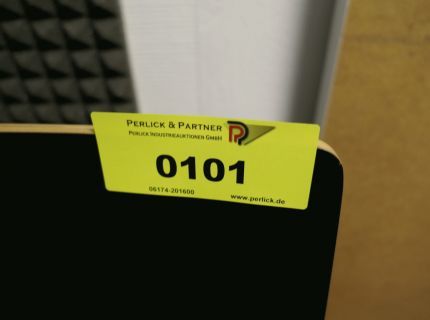 PERLICK & PARTNER
PERLICK INDUSTRIEAUKTIONEN GMBH
0101
06174-201600
www.perlick.de